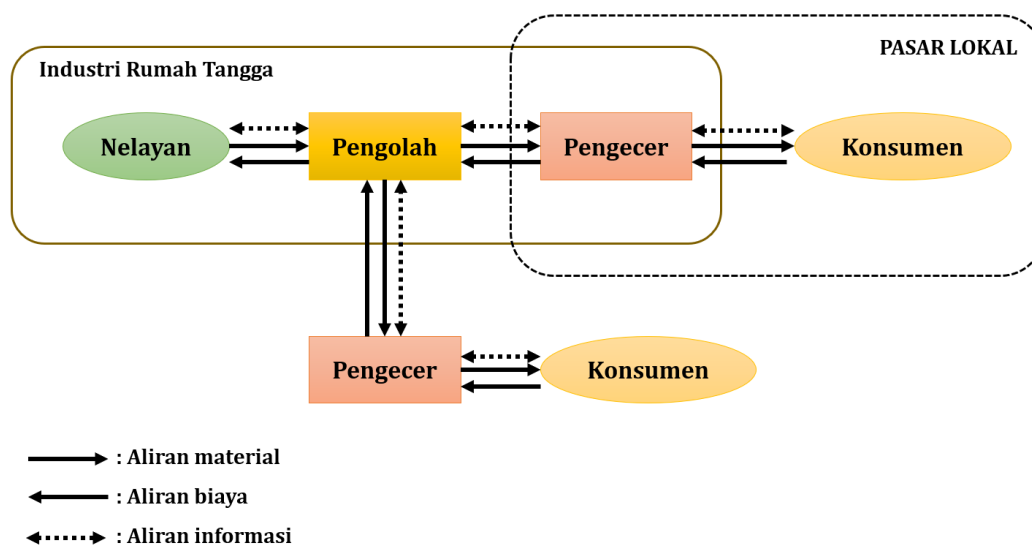 PASAR LOKAL
Industri Rumah Tangga
Nelayan
Pengolah
Pengecer
Konsumen
Pengecer
Konsumen
: Aliran material
: Aliran biaya
: Aliran informasi